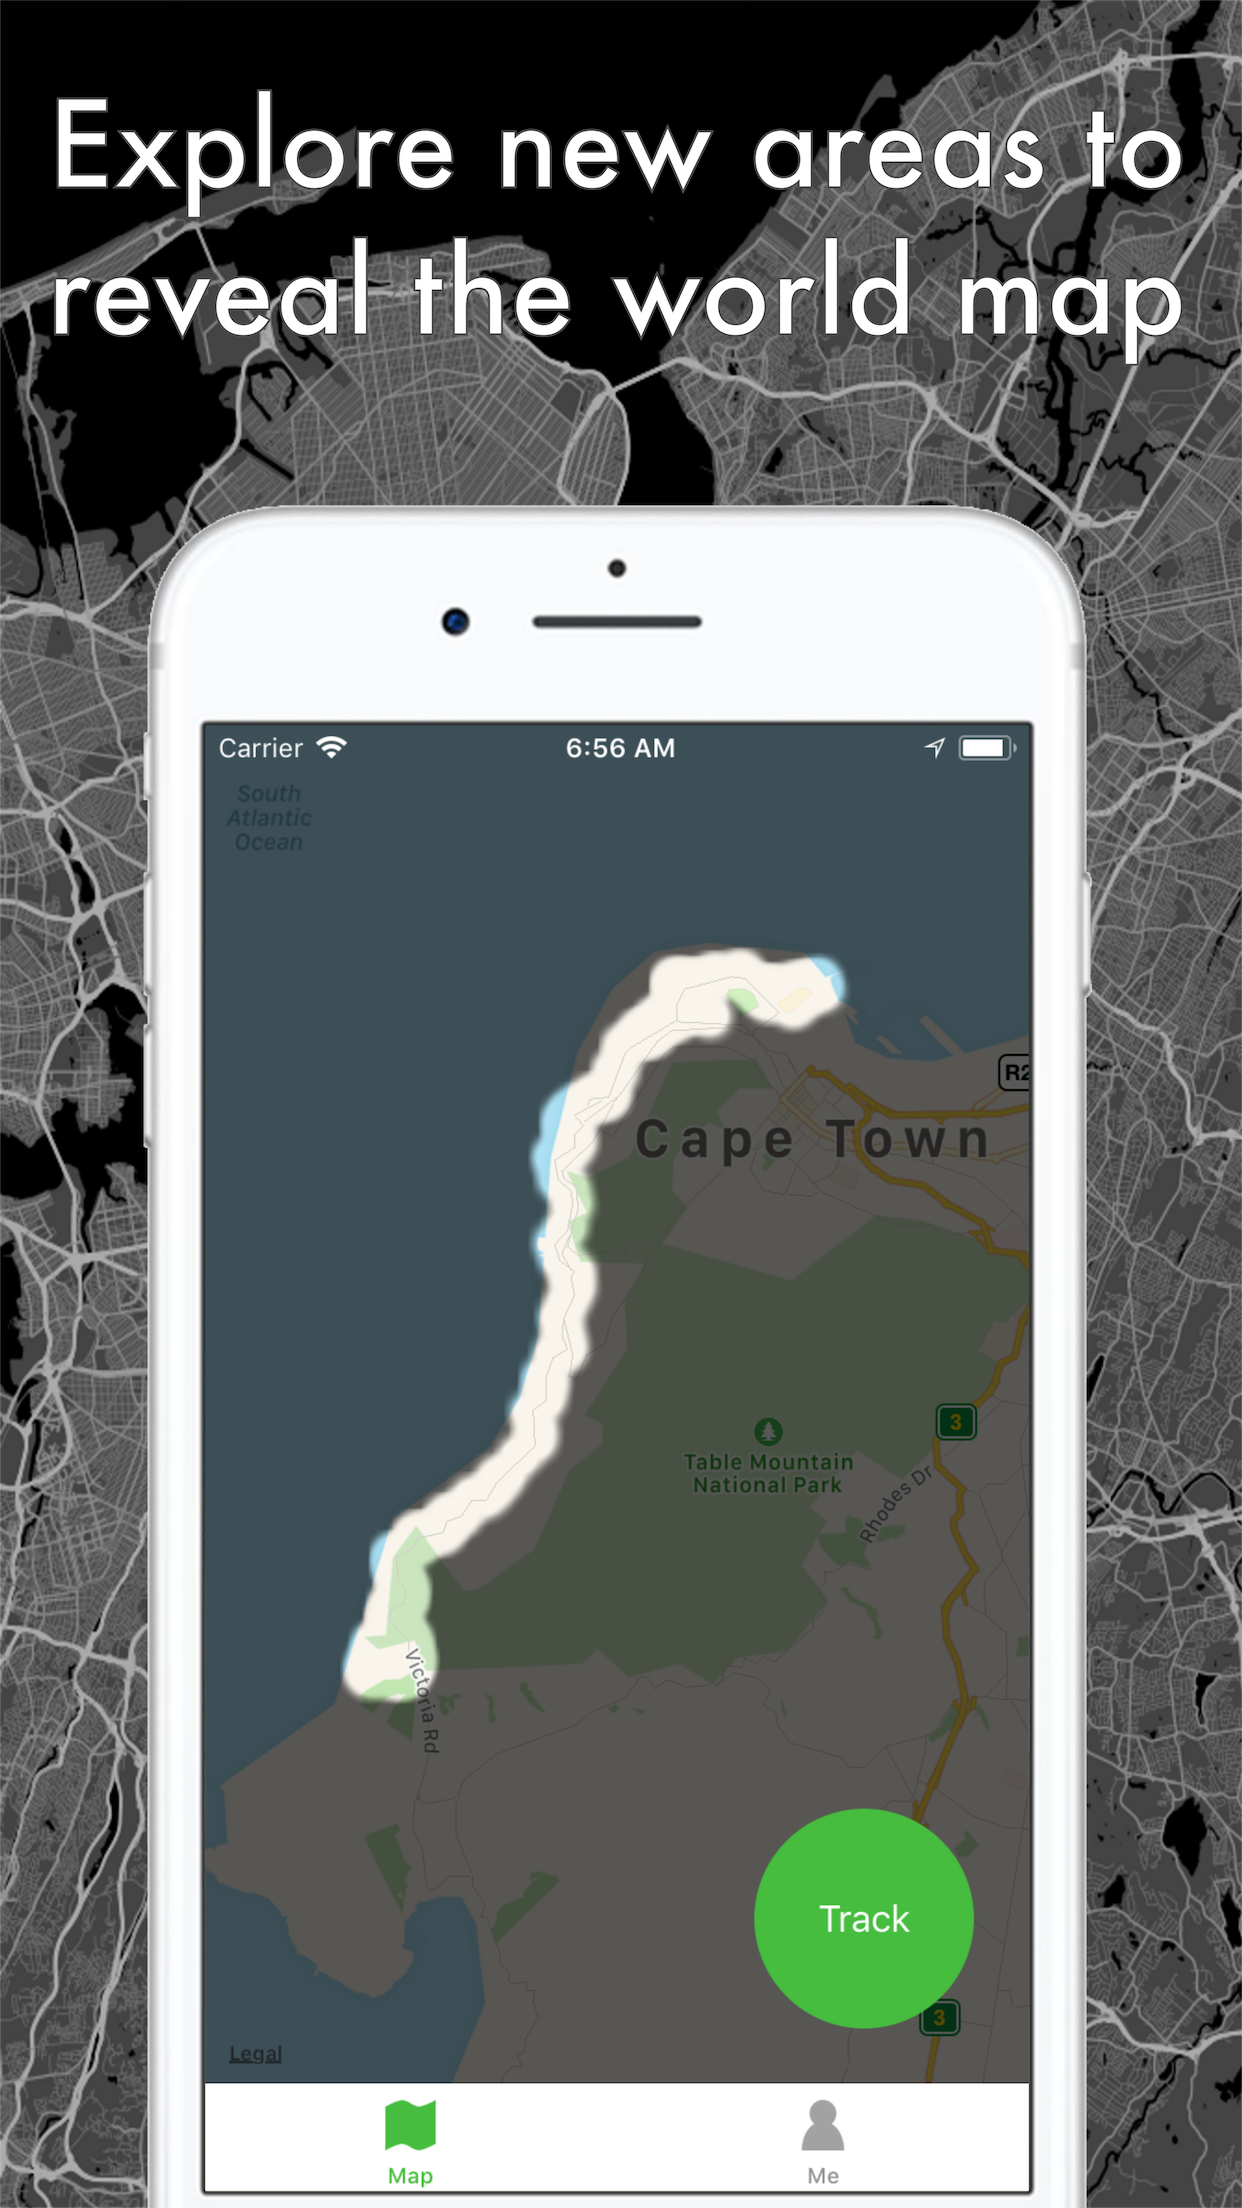 Explore new areas to
reveal the world map
Carrier
6:56 AM
South
Atlantic
Ocean
R2
Cape Town
3
Table Mountain
National Park
Rhodes Dr
Victoria Rd
Track
3
Legal
Map
Me